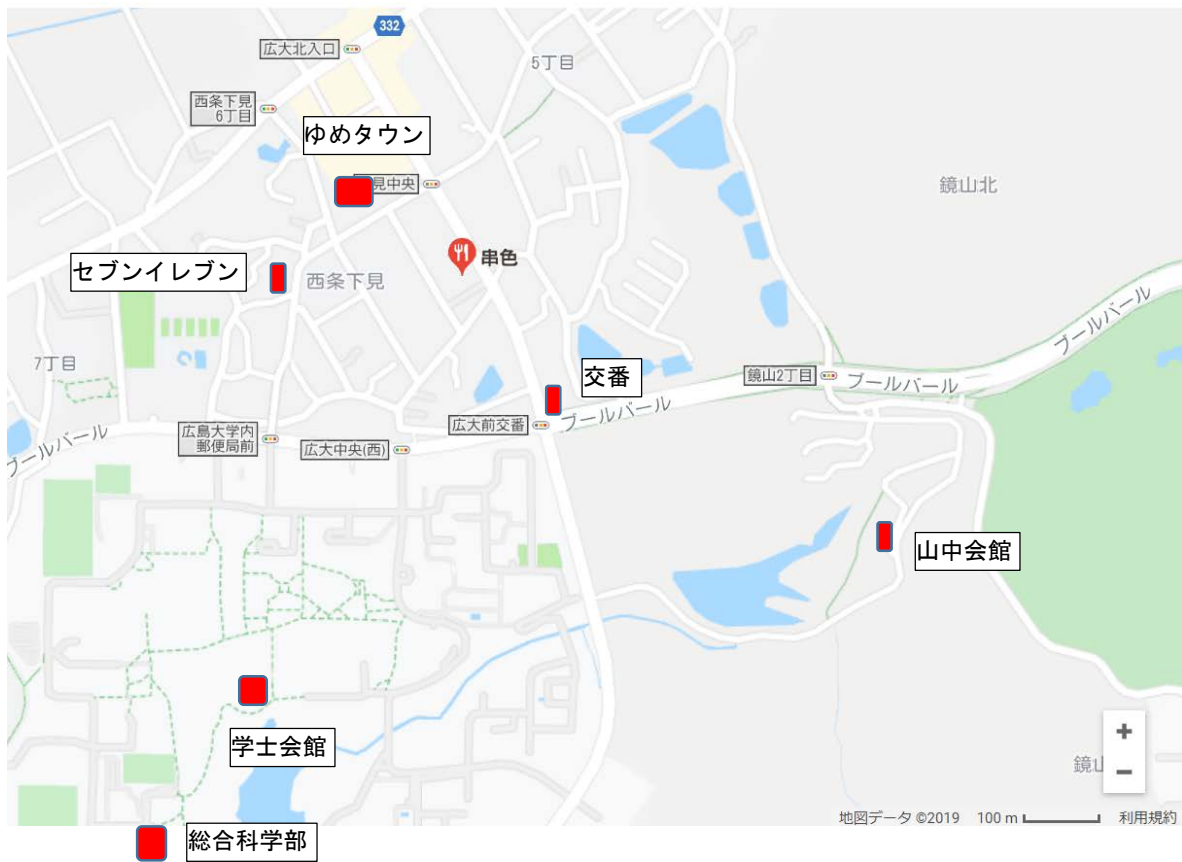 332
広大北入口
5丁目
西条下見
6丁目
ゆめタウン
見中央
鏡山北
串色
セブンイレブン
西条下見
ブールバール
7丁目
交番
鏡山2丁目
ブールバール
ブールバール
広大前交番
広島大学内
郵便局前
広大中央(西)
ブールバール
山中会館
学士会館
+
鏡山
−
地図データ ©2019
100 m
利用規約
総合科学部